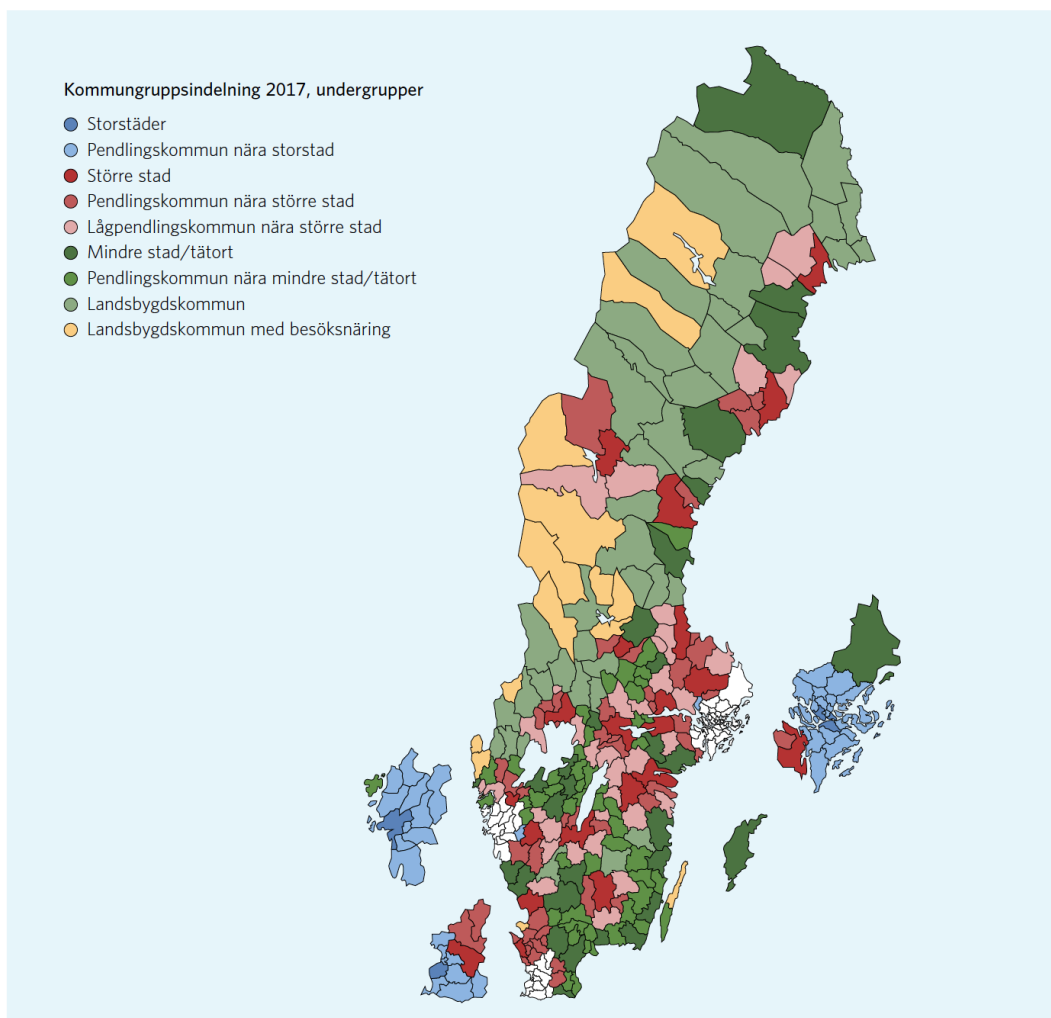 Kommungruppsindelning 2017, undergrupper
Storstäder
Pendlingskommun nära storstad
Större stad
Pendlingskommun nära större stad
Lågpendlingskommun nära större stad
Mindre stad/tätort
Pendlingskommun nära mindre stad/tätort
Landsbygdskommun
Landsbygdskommun med besöksnäring